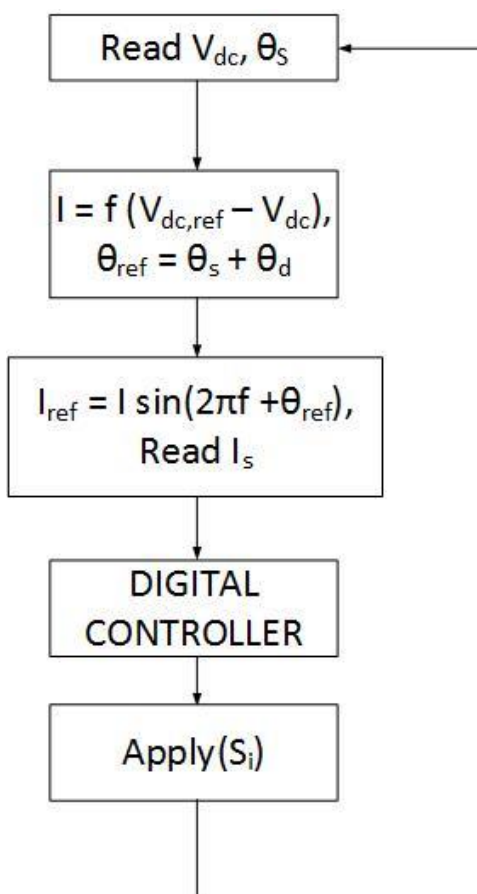 Read V_dc, θ_S
I = f (V_dc,ref – V_dc),
θ_ref = θ_s + θ_d
I_ref = I sin(2πf +θ_ref),
Read I_s
DIGITAL
CONTROLLER
Apply(S_i)